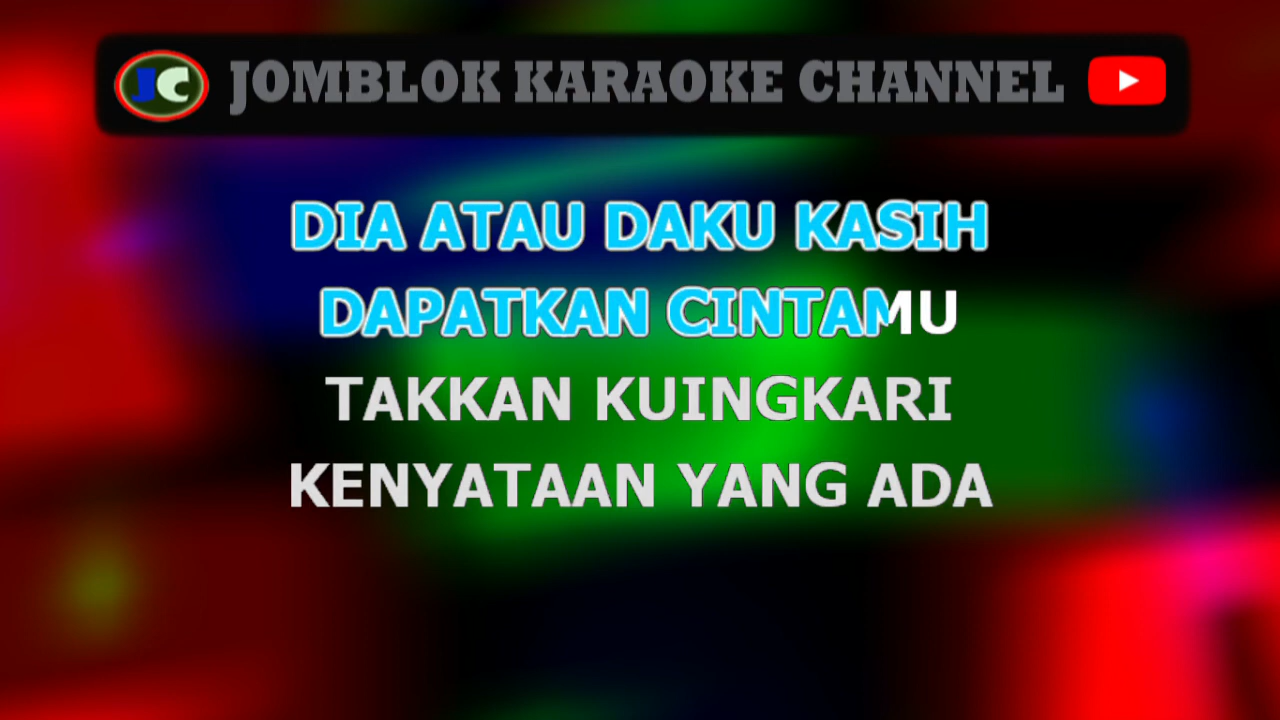 JC JOMBLOK KARAOKE CHANNEL
DIA ATAU DAKU KASIH
DAPATKAN CINTAMU
TAKKAN KUINGKARI
KENYATAAN YANG ADA